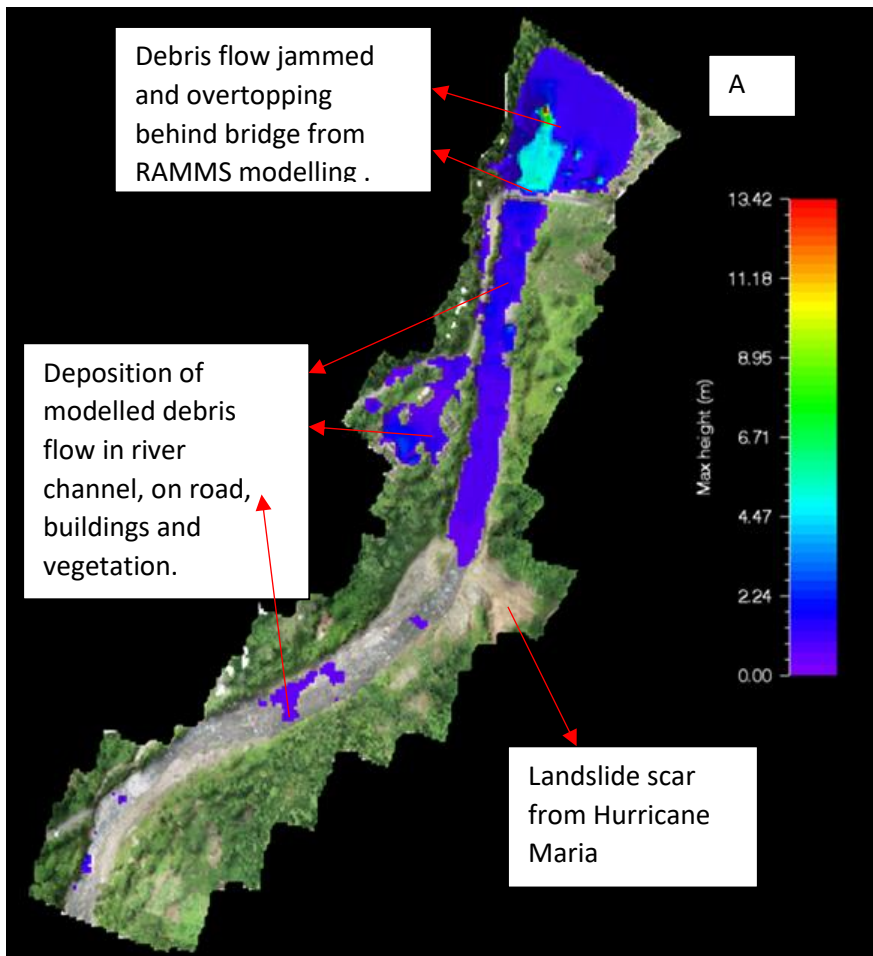 Debris flow jammed
and overtopping
behind bridge from
RAMMS modelling .
A
13.42
11.18
8.95
6.71
4.47
2.24
0.00
Max height (m)
Deposition of
modelled debris
flow in river
channel, on road,
buildings and
vegetation.
Landslide scar
from Hurricane
Maria